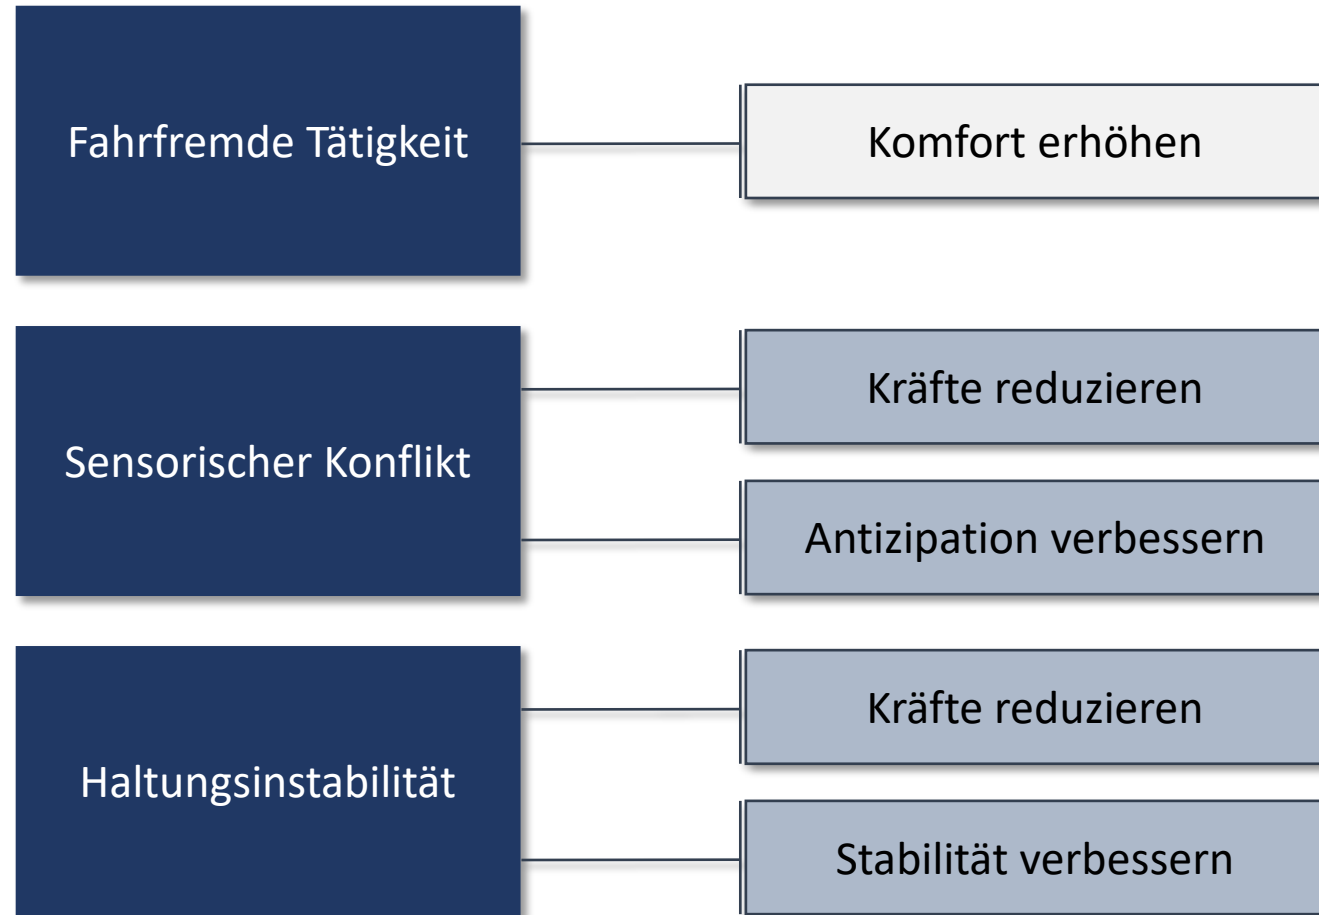 Fahrfremde Tätigkeit
Komfort erhöhen
Sensorischer Konflikt
Kräfte reduzieren
Antizipation verbessern
Haltungsinstabilität
Kräfte reduzieren
Stabilität verbessern